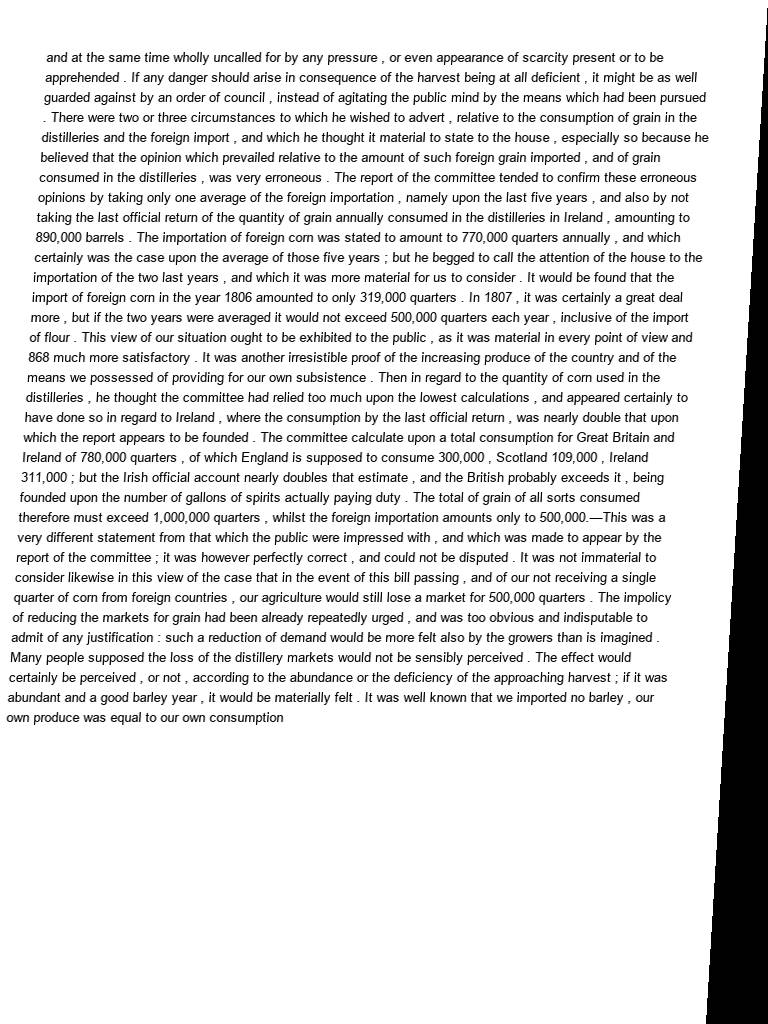 and at the same time wholly uncalled for by any pressure , or even appearance of scarcity present or to be
apprehended . If any danger should arise in consequence of the harvest being at all deficient , it might be as well
guarded against by an order of council , instead of agitating the public mind by the means which had been pursued
. There were two or three circumstances to which he wished to advert , relative to the consumption of grain in the
distilleries and the foreign import , and which he thought it material to state to the house , especially so because he
believed that the opinion which prevailed relative to the amount of such foreign grain imported , and of grain
consumed in the distilleries , was very erroneous . The report of the committee tended to confirm these erroneous
opinions by taking only one average of the foreign importation , namely upon the last five years , and also by not
taking the last official return of the quantity of grain annually consumed in the distilleries in Ireland , amounting to
890,000 barrels . The importation of foreign corn was stated to amount to 770,000 quarters annually , and which
certainly was the case upon the average of those five years ; but he begged to call the attention of the house to the
importation of the two last years , and which it was more material for us to consider . It would be found that the
import of foreign corn in the year 1806 amounted to only 319,000 quarters . In 1807 , it was certainly a great deal
more , but if the two years were averaged it would not exceed 500,000 quarters each year , inclusive of the import
of flour . This view of our situation ought to be exhibited to the public , as it was material in every point of view and
868 much more satisfactory . It was another irresistible proof of the increasing produce of the country and of the
means we possessed of providing for our own subsistence . Then in regard to the quantity of corn used in the
distilleries , he thought the committee had relied too much upon the lowest calculations , and appeared certainly to
have done so in regard to Ireland , where the consumption by the last official return , was nearly double that upon
which the report appears to be founded . The committee calculate upon a total consumption for Great Britain and
Ireland of 780,000 quarters , of which England is supposed to consume 300,000 , Scotland 109,000 , Ireland
311,000 ; but the Irish official account nearly doubles that estimate , and the British probably exceeds it , being
founded upon the number of gallons of spirits actually paying duty . The total of grain of all sorts consumed
therefore must exceed 1,000,000 quarters , whilst the foreign importation amounts only to 500,000.—This was a
very different statement from that which the public were impressed with , and which was made to appear by the
report of the committee ; it was however perfectly correct , and could not be disputed . It was not immaterial to
consider likewise in this view of the case that in the event of this bill passing , and of our not receiving a single
quarter of corn from foreign countries , our agriculture would still lose a market for 500,000 quarters . The impolicy
of reducing the markets for grain had been already repeatedly urged , and was too obvious and indisputable to
admit of any justification : such a reduction of demand would be more felt also by the growers than is imagined .
Many people supposed the loss of the distillery markets would not be sensibly perceived . The effect would
certainly be perceived , or not , according to the abundance or the deficiency of the approaching harvest ; if it was
abundant and a good barley year , it would be materially felt . It was well known that we imported no barley , our
own produce was equal to our own consumption